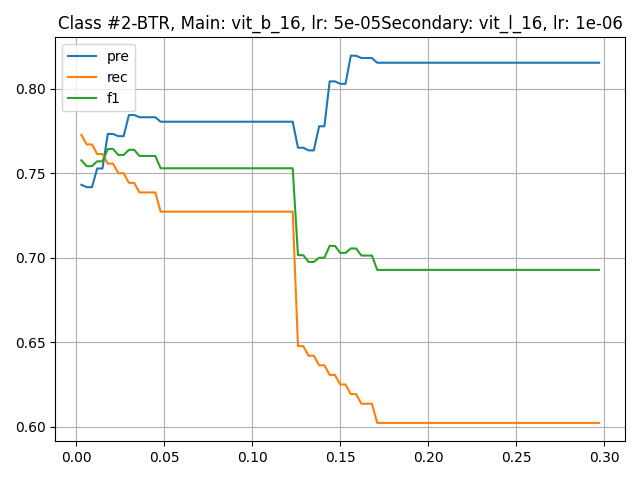 Class #2-BTR, Main: vit_b_16, lr: 5e-05Secondary: vit_l_16, lr: 1e-06
pre
rec
f1
0.80
0.75
0.70
0.65
0.60
0.00 0.05 0.10 0.15 0.20 0.25 0.30